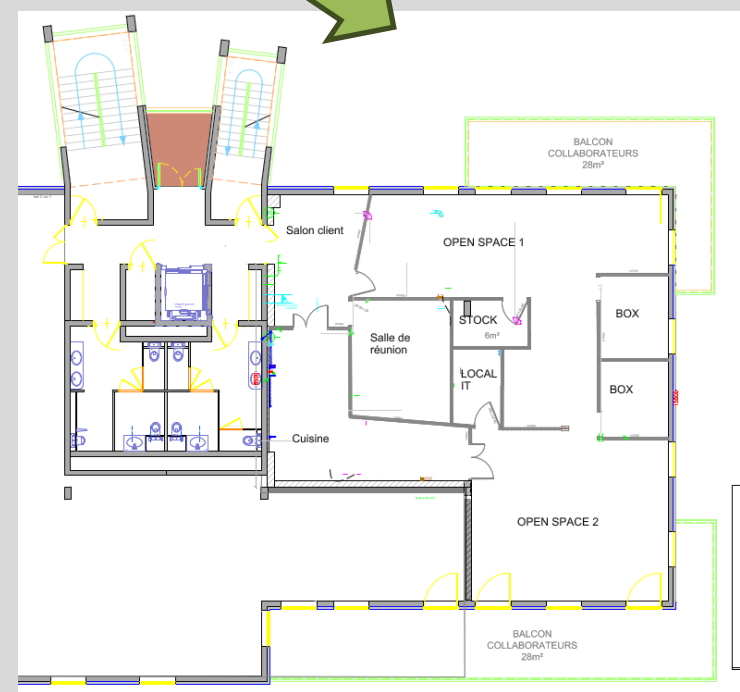 BALCON
COLLABORATEURS
28m²
Salon client
OPEN SPACE 1
BOX
STOCK
6m²
Salle de
réunion
LOCAL
IT
BOX
Cuisine
OPEN SPACE 2
BALCON
COLLABORATEURS
28m²